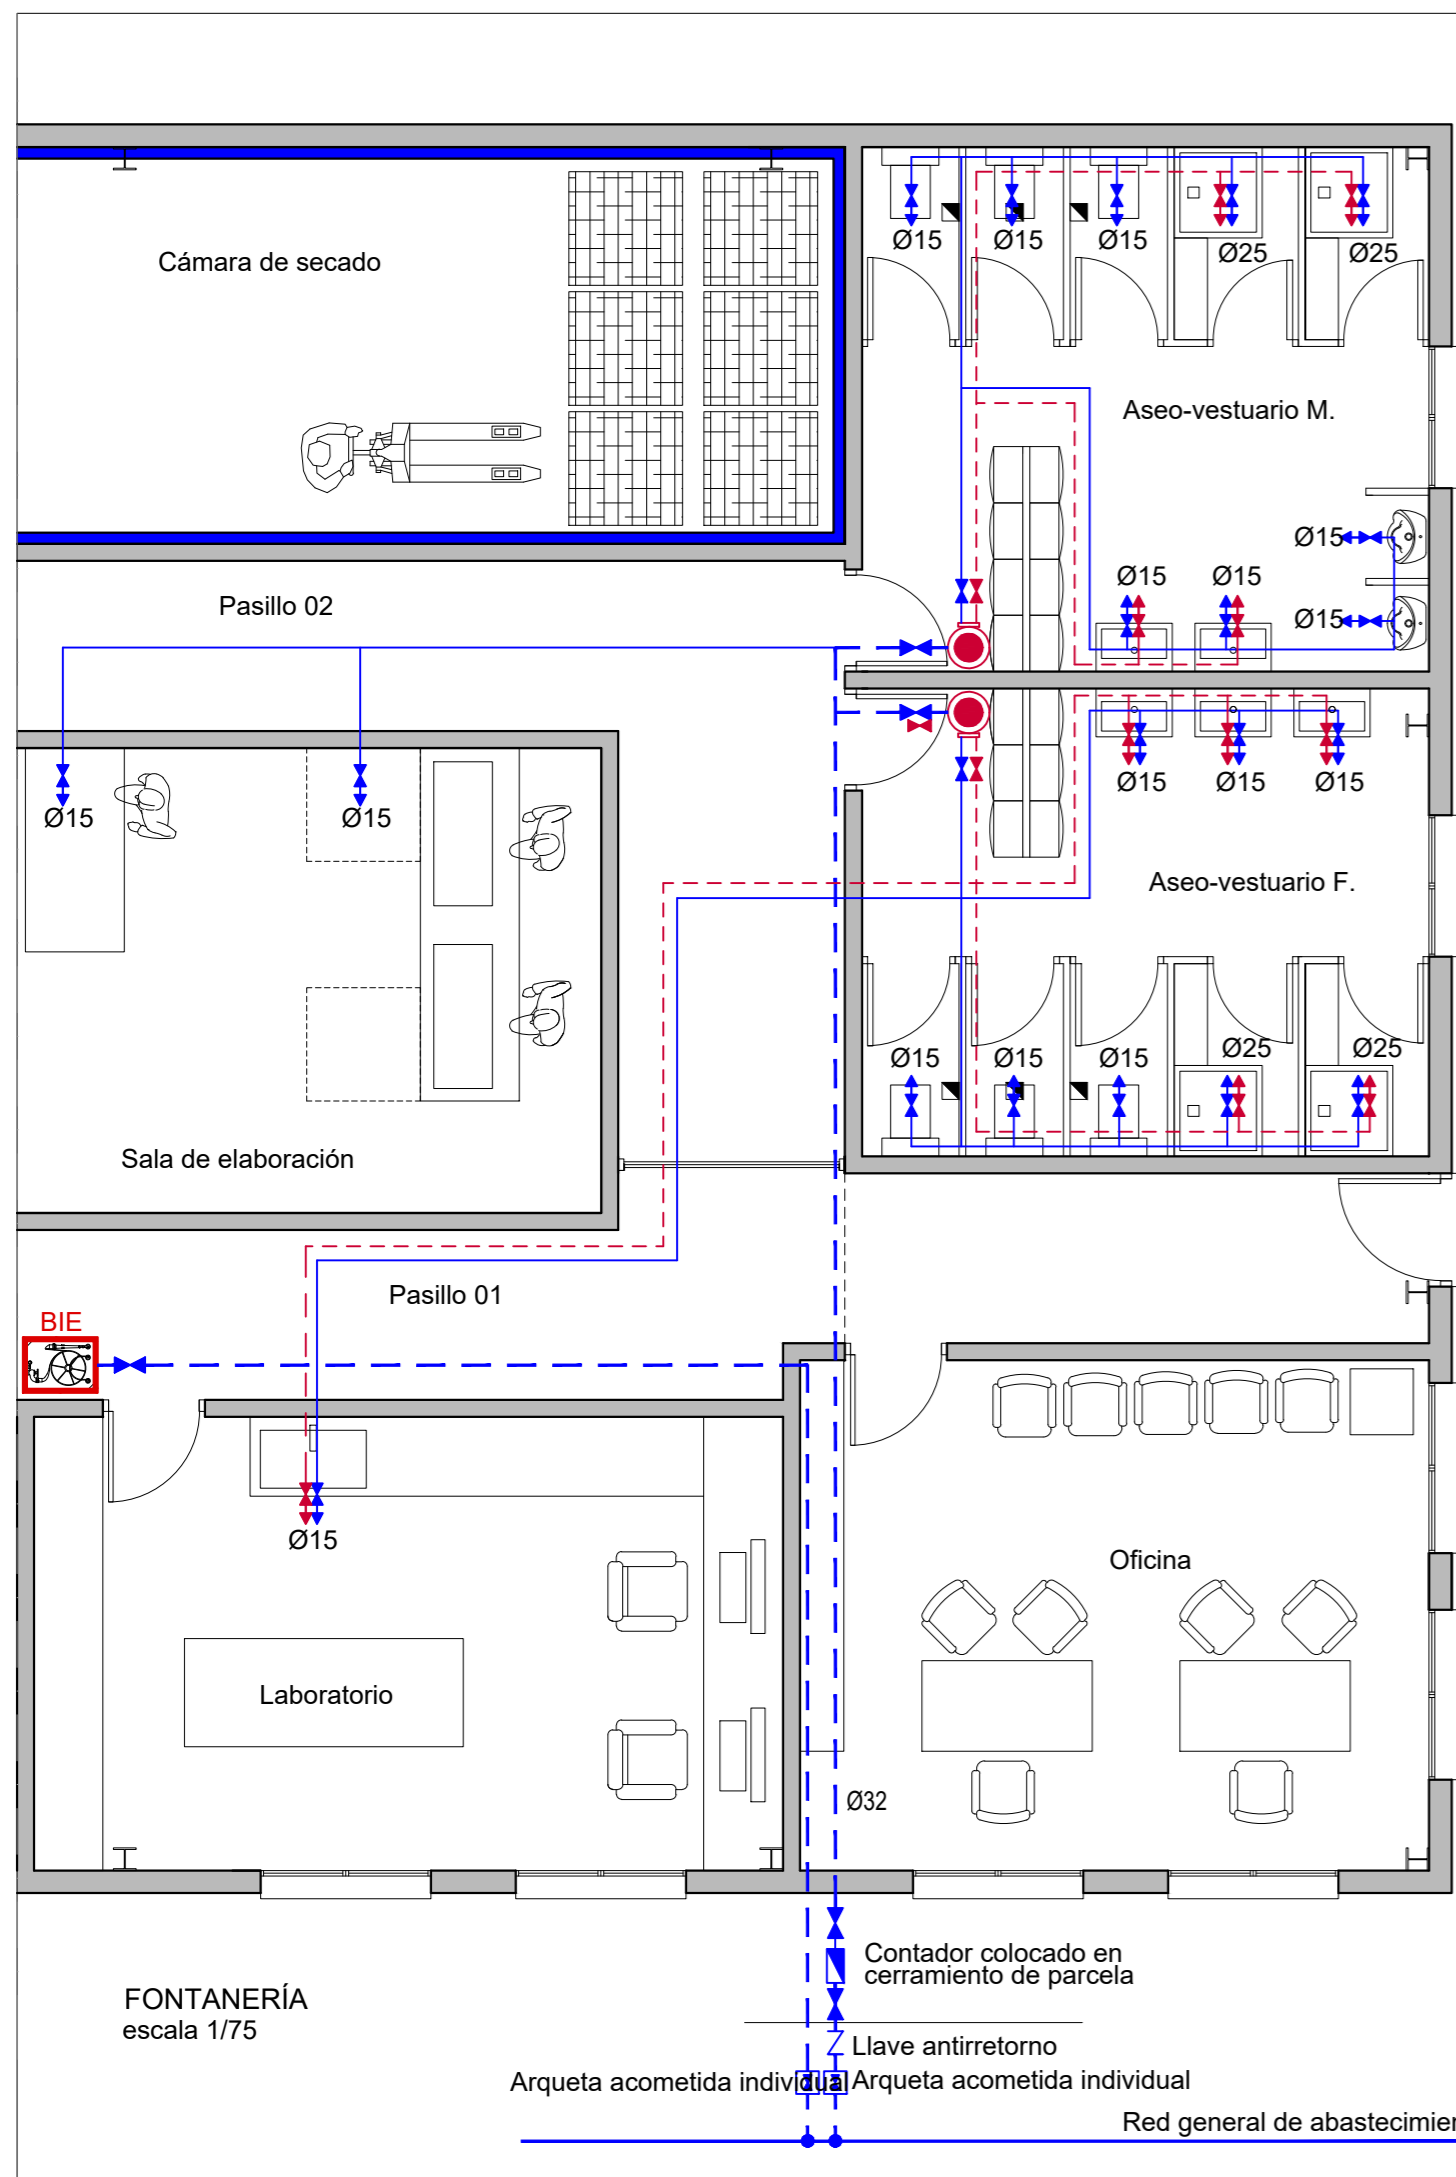 Ø15
Ø15
Ø15
Ø25
Ø25
Cámara de secado
Aseo-vestuario M.
Ø15
Ø15
Ø15
Pasillo 02
Ø15
Ø15
Ø15
Ø15
Ø15
Ø15
Ø15
Aseo-vestuario F.
Ø15
Ø15
Ø15
Ø25
Ø25
Sala de elaboración
Pasillo 01
BIE
Ø15
Oficina
Laboratorio
Ø32
Contador colocado en
cerramiento de parcela
FONTANERÍA
escala 1/75
Llave antirretorno
Arqueta acometida individual
Arqueta acometida individual
Red general de abastecimien